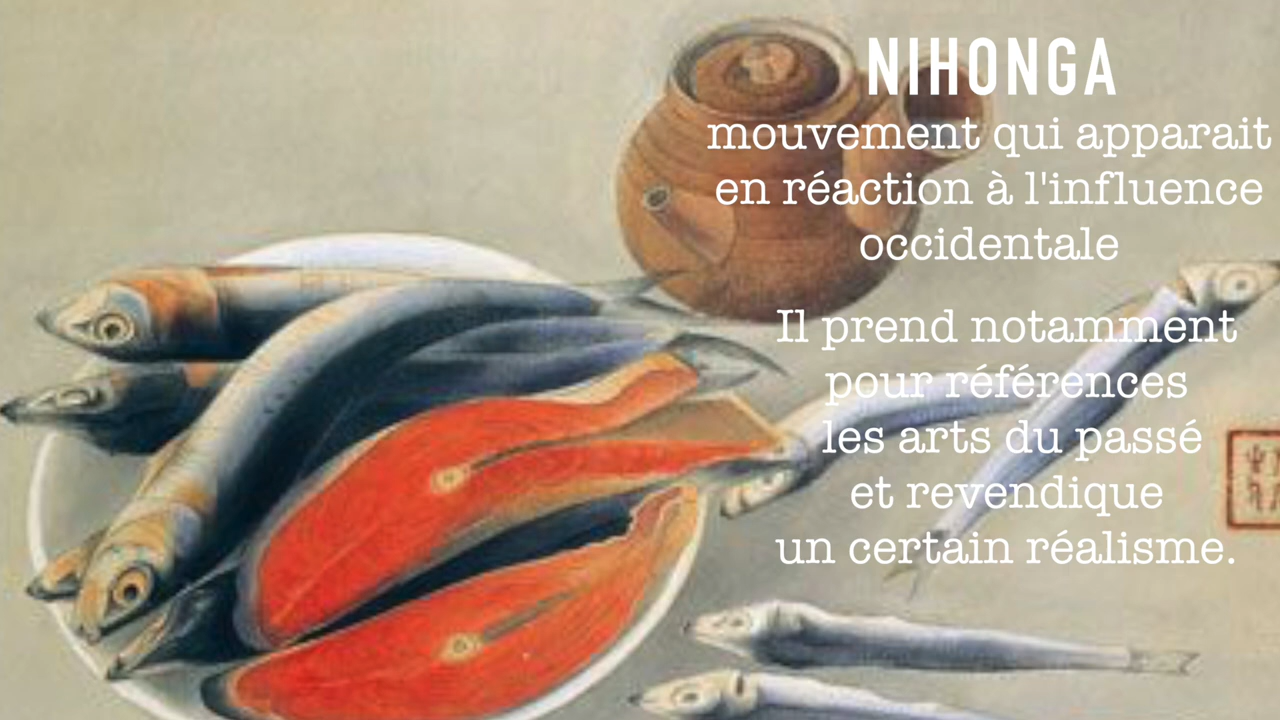 NIHONGA
mouvement qui apparait
en réaction à l'influence
occidentale
Il prend notamment
pour références
les arts du passé
et revendique
un certain réalisme.